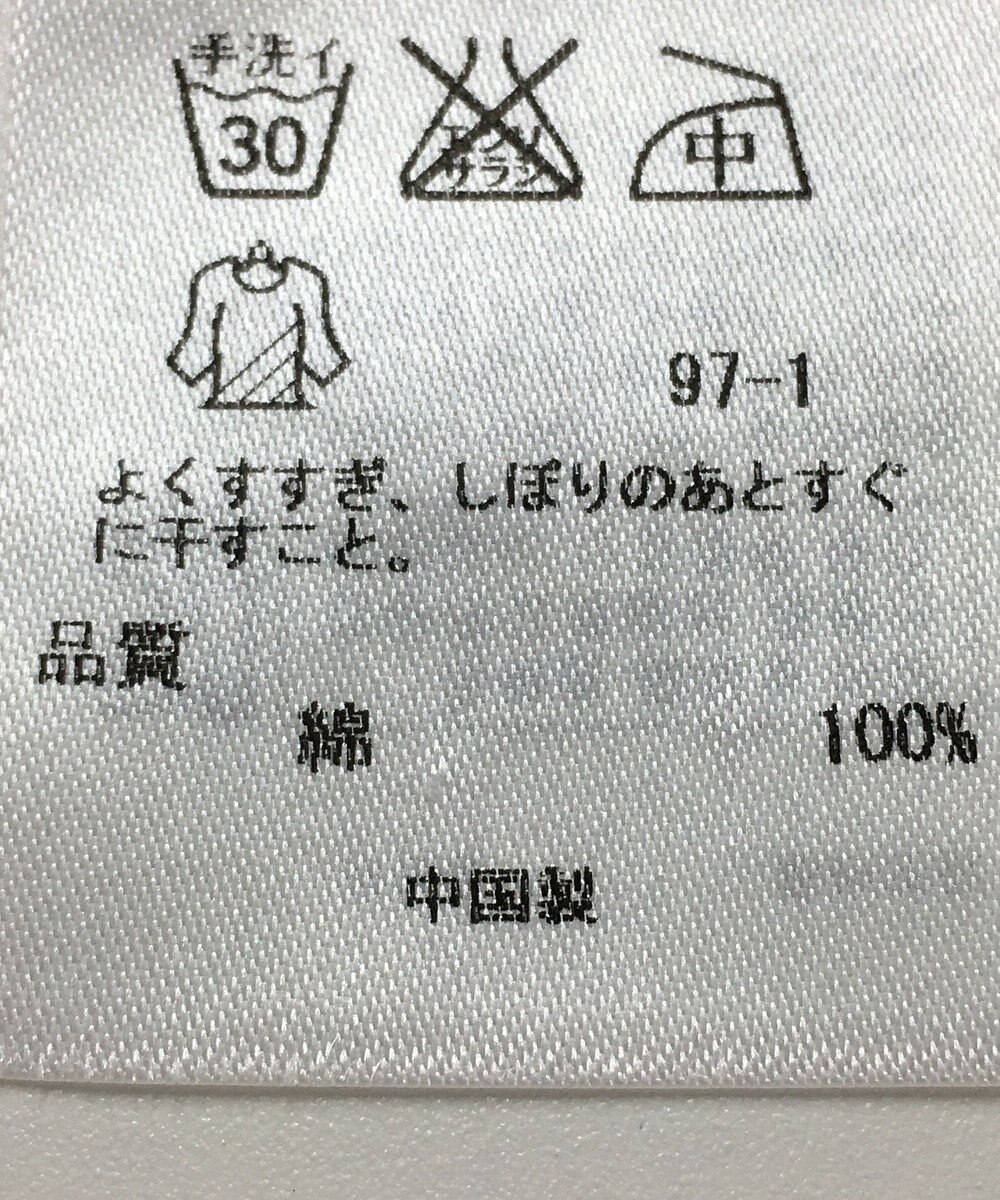 手洗イ
30
エンソ
サラシ
中
97-1
よくすすぎ、しぼりのあとすぐ
に干すこと。
品質
綿 100%
中国製